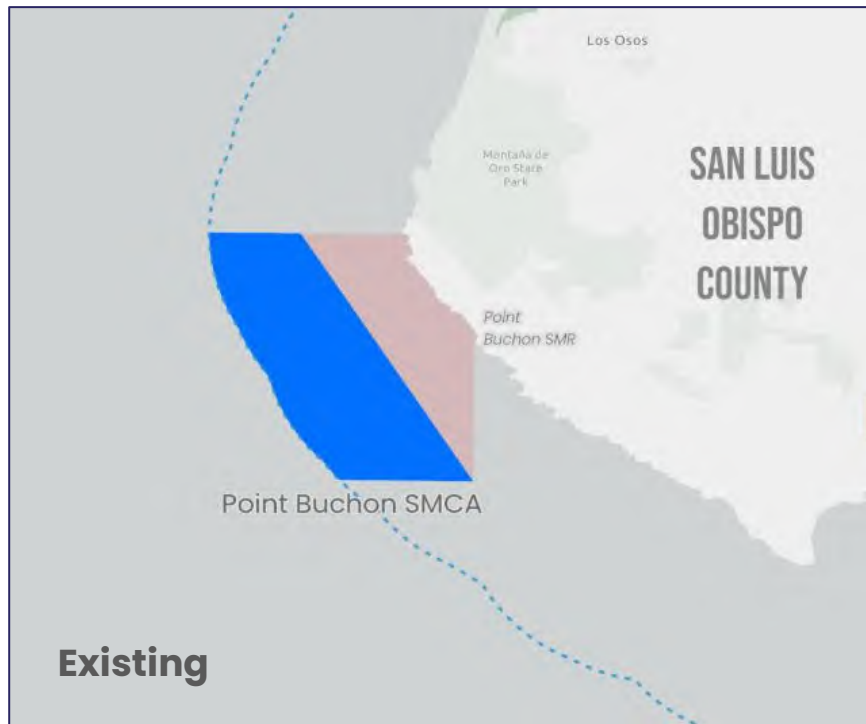 Los Osos
Montaña de
Oro State
Park
SAN LUIS
OBISPO
COUNTY
Point
Buchon SMR
Point Buchon SMCA
Existing